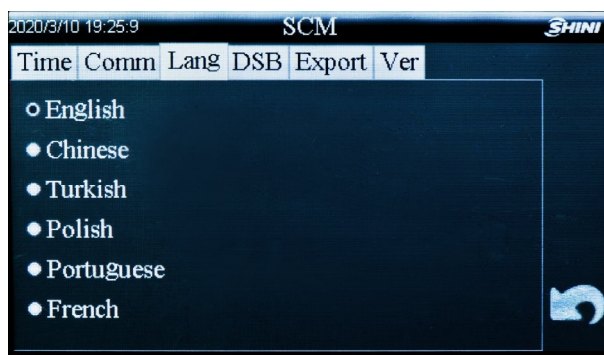 2020/3/10 19:25:9 SCM SHINI
Time Comm Lang DSB Export Ver
English
Chinese
Turkish
Polish
Portuguese
French